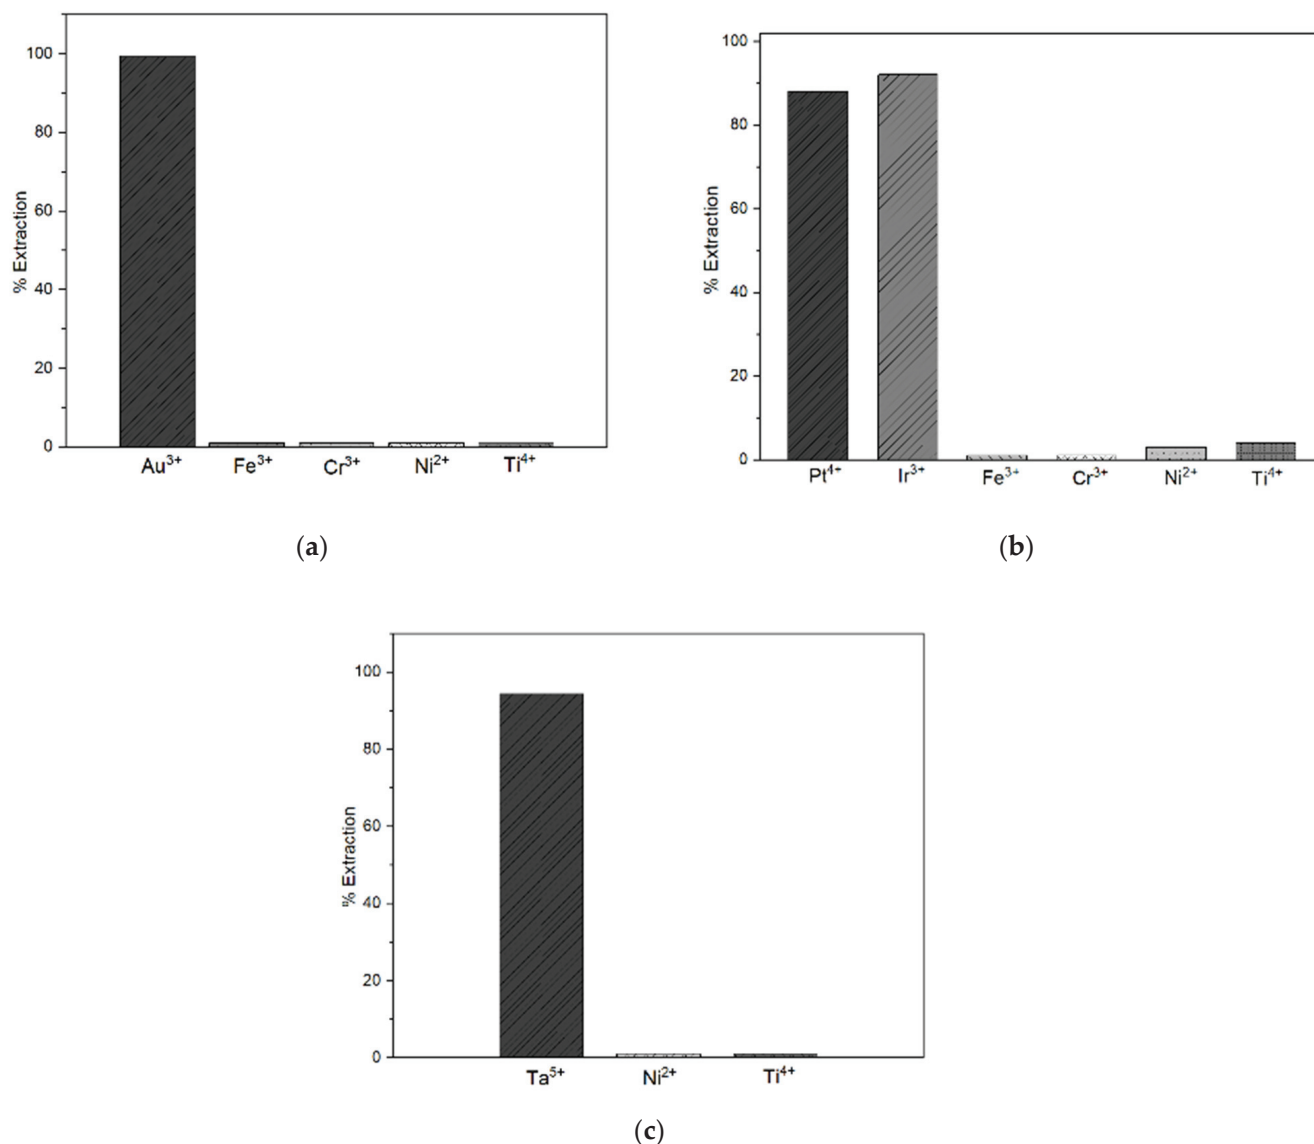 % Extraction
100
80
60
40
20
0
Au³⁺ Fe³⁺ Cr³⁺ Ni²⁺ Ti⁴⁺
(a)
% Extraction
100
80
60
40
20
0
Pt⁴⁺ Ir³⁺ Fe³⁺ Cr³⁺ Ni²⁺ Ti⁴⁺
(b)
% Extraction
100
80
60
40
20
0
Ta⁵⁺ Ni²⁺ Ti⁴⁺
(c)